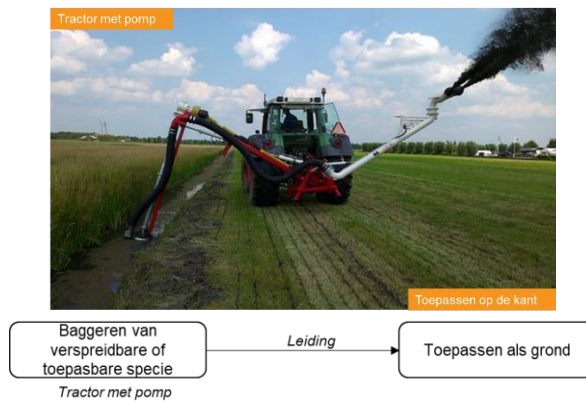 Tractor met pomp
Toepassen op de kant
Baggeren van
verspreidbare of
toepasbare specie
Leiding
Toepassen als grond
Tractor met pomp